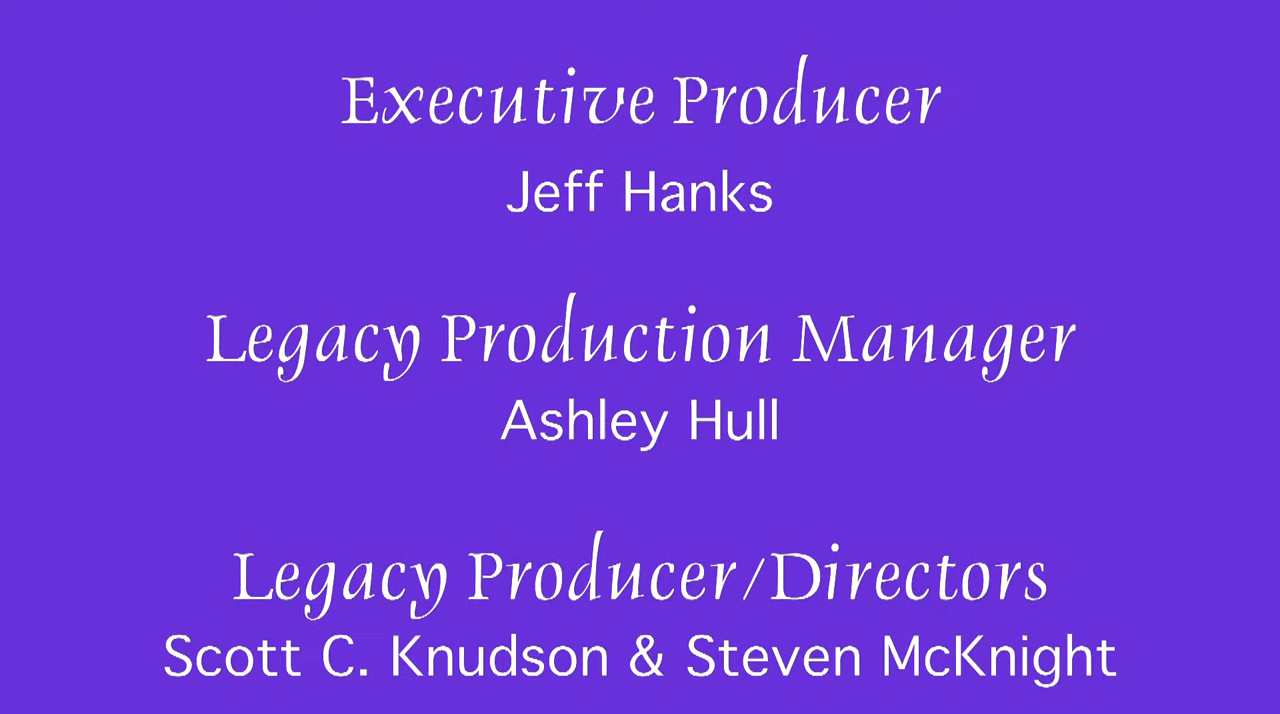 Executive Producer
Jeff Hanks
Legacy Production Manager
Ashley Hull
Legacy Producer/Directors
Scott C. Knudson & Steven McKnight